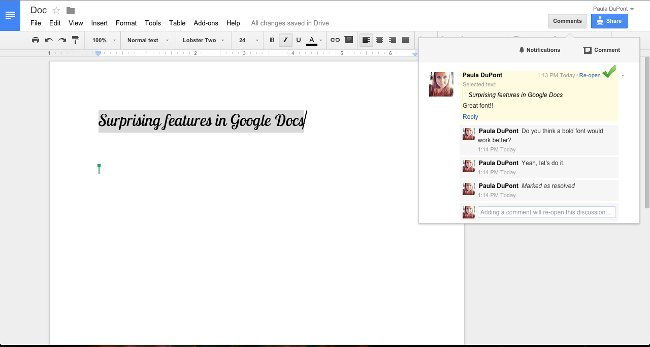 Doc
Paula DuPont
File Edit View Insert Format Tools Table Add-ons Help All changes saved in Drive
Comments
Share
100% Normal text Lobster Two 24 B I U A
Notifications Comment
Surprising features in Google Docs
Paula DuPont 1:13 PM Today Re-open
Selected text:
Surprising features in Google Docs
Great font!!
Reply
Paula DuPont Do you think a bold font would
work better?
1:14 PM Today
Paula DuPont Yeah, let's do it.
1:14 PM Today
Paula DuPont Marked as resolved
1:14 PM Today
Adding a comment will re-open this discussion...